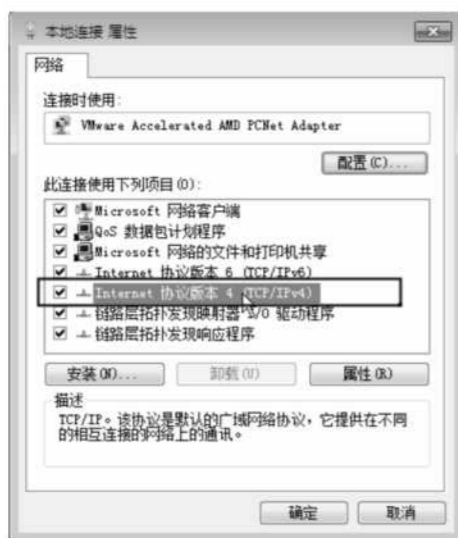 本地连接 属性
网络
连接时使用:
VMware Accelerated AMD PCNet Adapter
配置(C)...
此连接使用下列项目(O):
Microsoft 网络客户端
QoS 数据包计划程序
Microsoft 网络的文件和打印机共享
Internet 协议版本 6 (TCP/IPv6)
Internet 协议版本 4 (TCP/IPv4)
链路层拓扑发现映射器 I/O 驱动程序
链路层拓扑发现响应程序
安装(N)...
卸载(U)
属性(R)
描述
TCP/IP。该协议是默认的广域网络协议，它提供在不同
的相互连接的网络上的通讯。
确定
取消